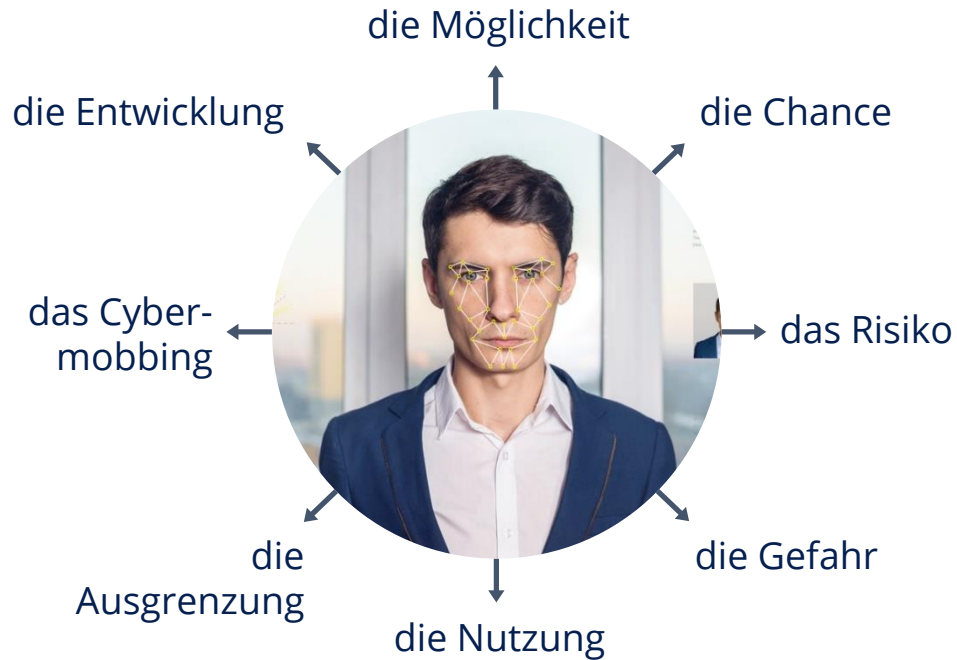 die Möglichkeit
die Entwicklung
die Chance
das Cyber-
mobbing
das Risiko
die
Ausgrenzung
die Gefahr
die Nutzung